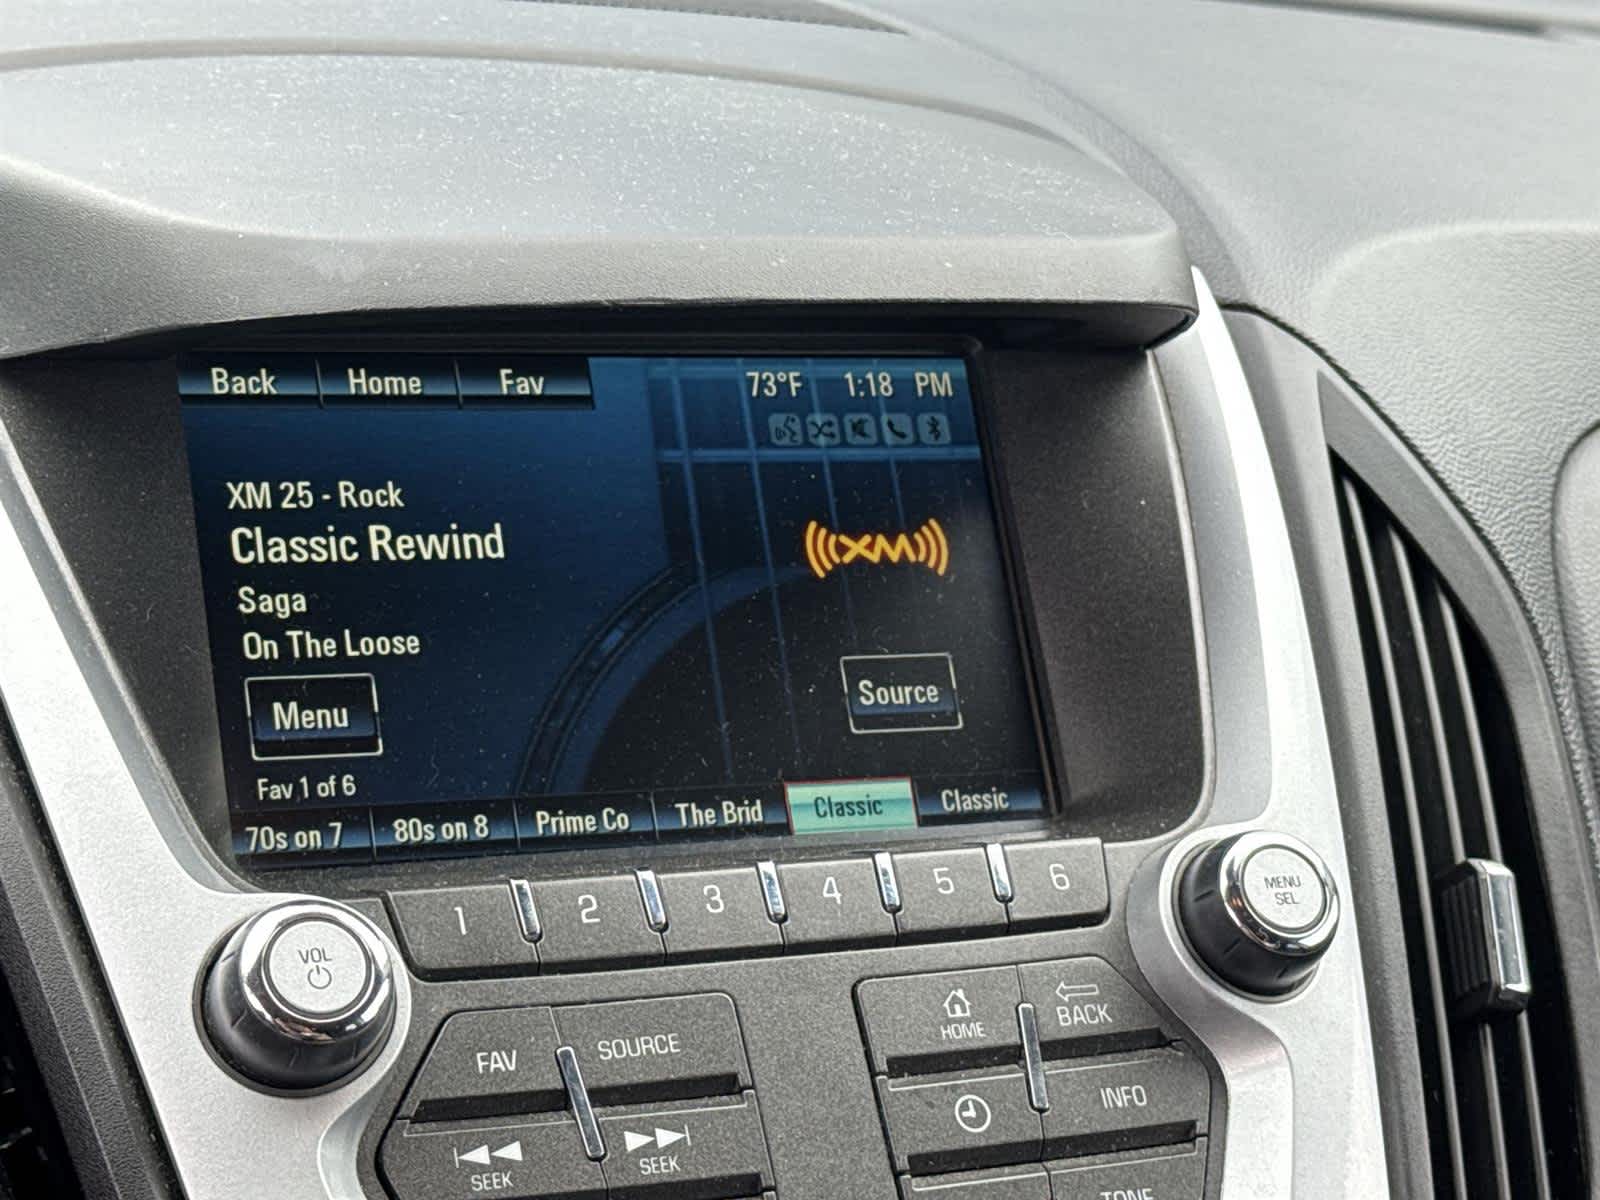 Back Home Fav 73°F 1:18 PM
XM 25 - Rock
Classic Rewind
XM
Saga
On The Loose
Menu
Source
Fav 1 of 6
70s on 7 80s on 8 Prime Co The Brid Classic Classic
1 2 3 4 5 6
VOL
MENU
SEL
FAV SOURCE
HOME BACK
INFO
SEEK SEEK
TONE